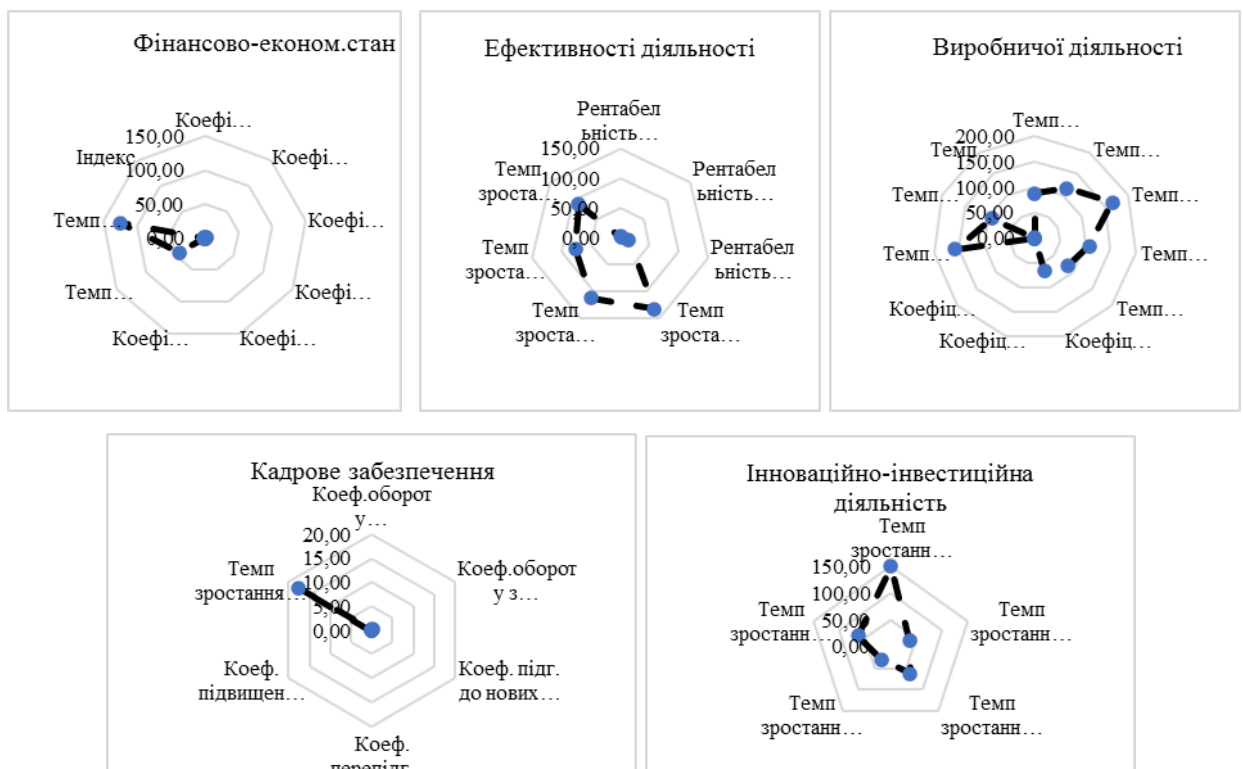 Фінансово-економ.стан
Коефі…
150,00
Індекс
Коефі…
100,00
50,00
Темп…
Коефі…
0,00
Темп…
Коефі…
Коефі…
Коефі…
Ефективності діяльності
Рентабел
ьність…
150,00
Темп
зроста…
Рентабел
ьність…
100,00
50,00
0,00
Темп
зроста…
Рентабел
ьність…
Темп
зроста…
Темп
зроста…
Виробничої діяльності
Темп…
200,00
Темп…
Темп…
150,00
100,00
Темп…
Темп…
50,00
0,00
Темп…
Темп…
Коефіц…
Темп…
Коефіц…
Коефіц…
Кадрове забезпечення
Коеф.оборот
у…
20,00
15,00
Темп
зростання…
Коеф.оборот
у з…
10,00
5,00
0,00
Коеф.
підвищен…
Коеф. підг.
до нових…
Коеф.
Інноваційно-інвестиційна
діяльність
Темп
зростанн…
150,00
100,00
Темп
зростанн…
Темп
зростанн…
50,00
0,00
Темп
зростанн…
Темп
зростанн…